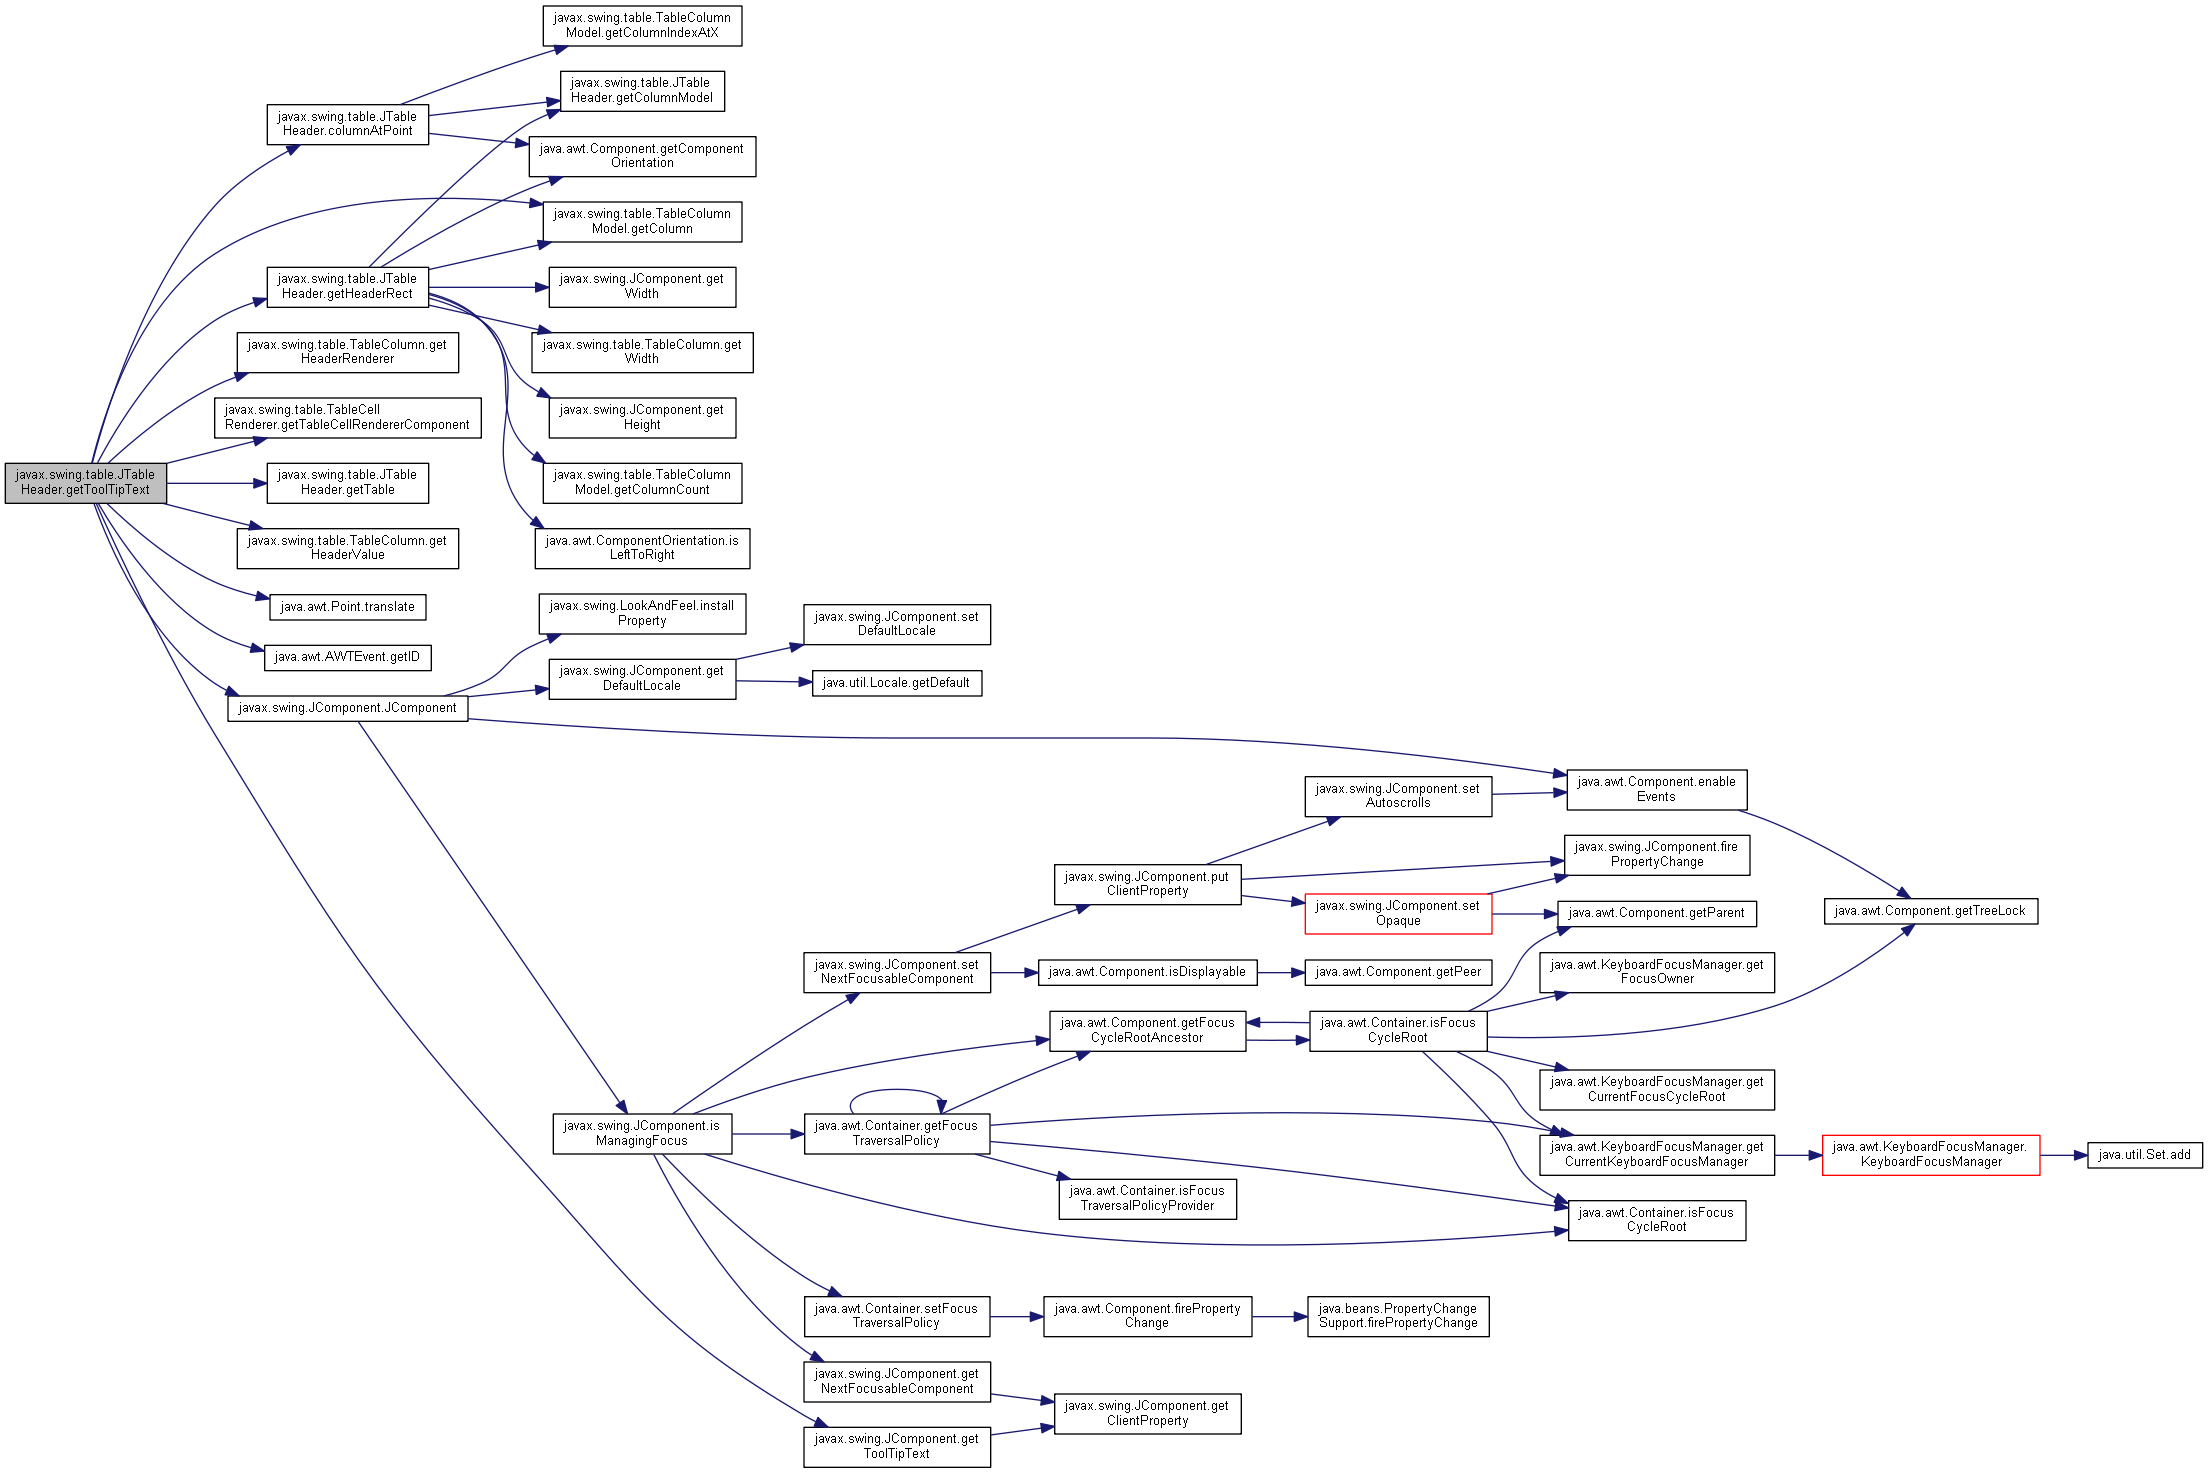 javax.swing.table.TableColumn
Model.getColumnIndexAtX
javax.swing.table.JTable
Header.getColumnModel
javax.swing.table.JTable
Header.columnAtPoint
java.awt.Component.getComponent
Orientation
javax.swing.table.TableColumn
Model.getColumn
javax.swing.table.JTable
Header.getHeaderRect
javax.swing.JComponent.get
Width
javax.swing.table.TableColumn.get
HeaderRenderer
javax.swing.table.TableColumn.get
Width
javax.swing.table.TableCell
Renderer.getTableCellRendererComponent
javax.swing.JComponent.get
Height
javax.swing.table.JTable
Header.getToolTipText
javax.swing.table.JTable
Header.getTable
javax.swing.table.TableColumn
Model.getColumnCount
javax.swing.table.TableColumn.get
HeaderValue
java.awt.ComponentOrientation.is
LeftToRight
java.awt.Point.translate
javax.swing.LookAndFeel.install
Property
javax.swing.JComponent.set
DefaultLocale
java.awt.AWTEvent.getID
javax.swing.JComponent.get
DefaultLocale
java.util.Locale.getDefault
javax.swing.JComponent.JComponent
javax.swing.JComponent.set
Autoscrolls
java.awt.Component.enable
Events
javax.swing.JComponent.fire
PropertyChange
javax.swing.JComponent.put
ClientProperty
javax.swing.JComponent.set
Opaque
java.awt.Component.getParent
java.awt.Component.getTreeLock
javax.swing.JComponent.set
NextFocusableComponent
java.awt.Component.isDisplayable
java.awt.Component.getPeer
java.awt.KeyboardFocusManager.get
FocusOwner
java.awt.Component.getFocus
CycleRootAncestor
java.awt.Container.isFocus
CycleRoot
java.awt.KeyboardFocusManager.get
CurrentFocusCycleRoot
javax.swing.JComponent.is
ManagingFocus
java.awt.Container.getFocus
TraversalPolicy
java.awt.KeyboardFocusManager.get
CurrentKeyboardFocusManager
java.awt.KeyboardFocusManager.
KeyboardFocusManager
java.util.Set.add
java.awt.Container.isFocus
TraversalPolicyProvider
java.awt.Container.isFocus
CycleRoot
java.awt.Container.setFocus
TraversalPolicy
java.awt.Component.fireProperty
Change
java.beans.PropertyChange
Support.firePropertyChange
javax.swing.JComponent.get
NextFocusableComponent
javax.swing.JComponent.get
ClientProperty
javax.swing.JComponent.get
ToolTipText